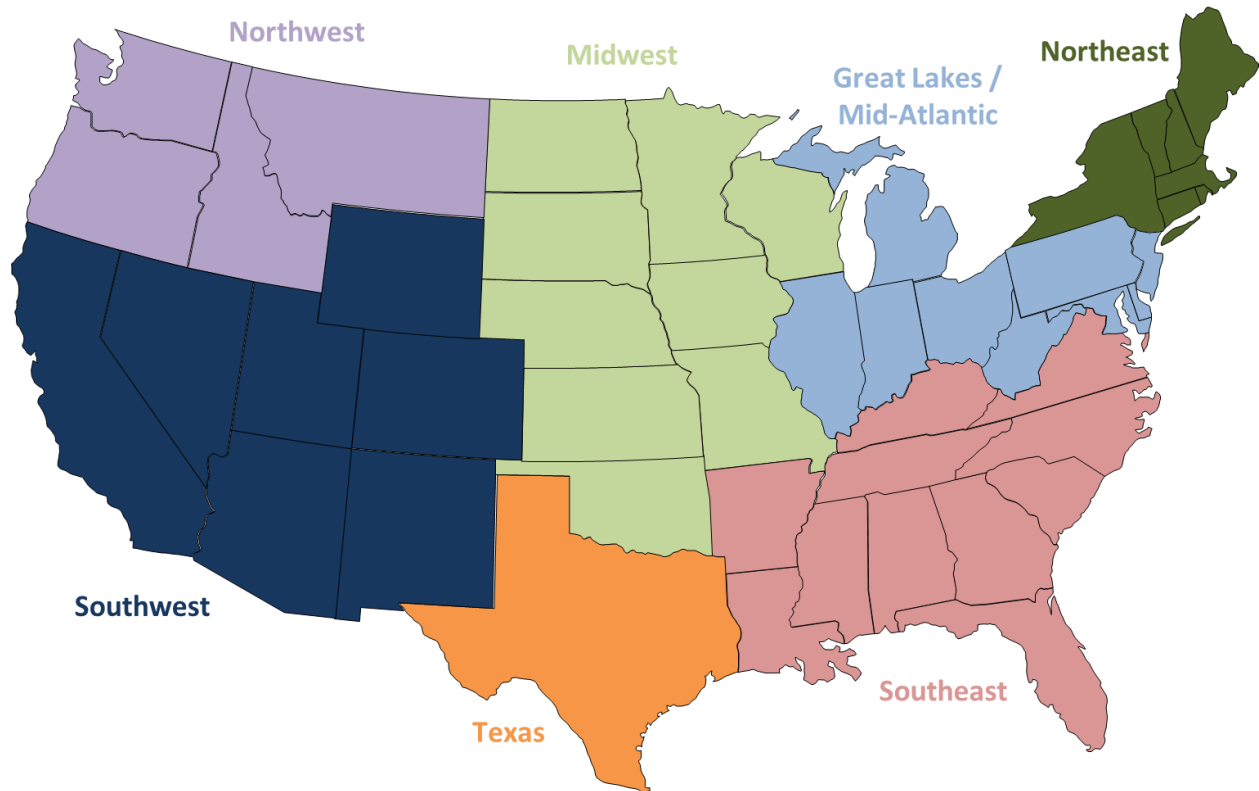 Northwest
Midwest
Northeast
Great Lakes /
Mid-Atlantic
Southwest
Southeast
Texas